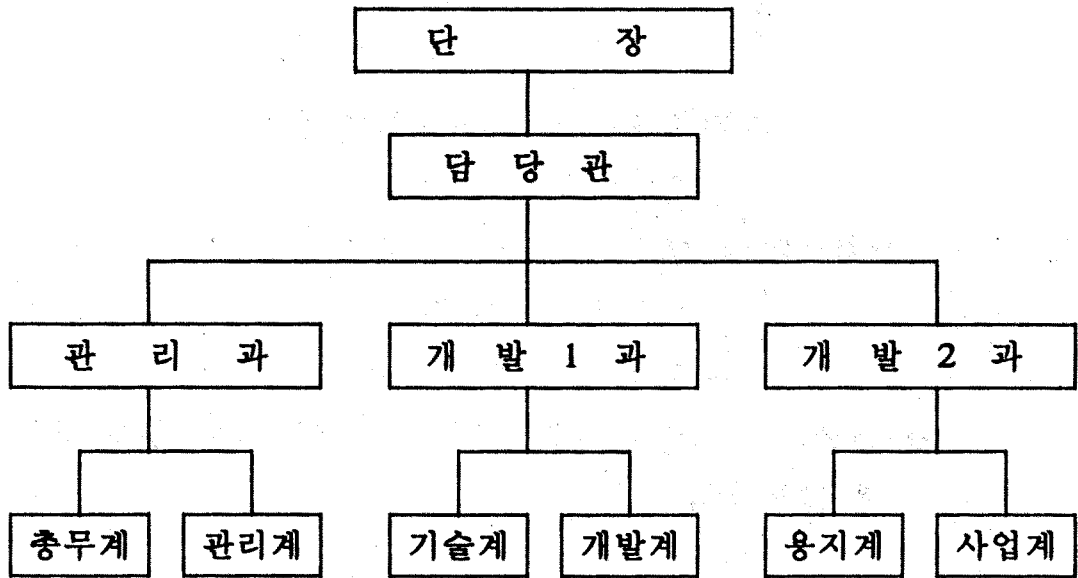 단 장
담 당 관
관 리 과 개 발 1 과 개 발 2 과
총무계 관리계 기술계 개발계 용지계 사업계